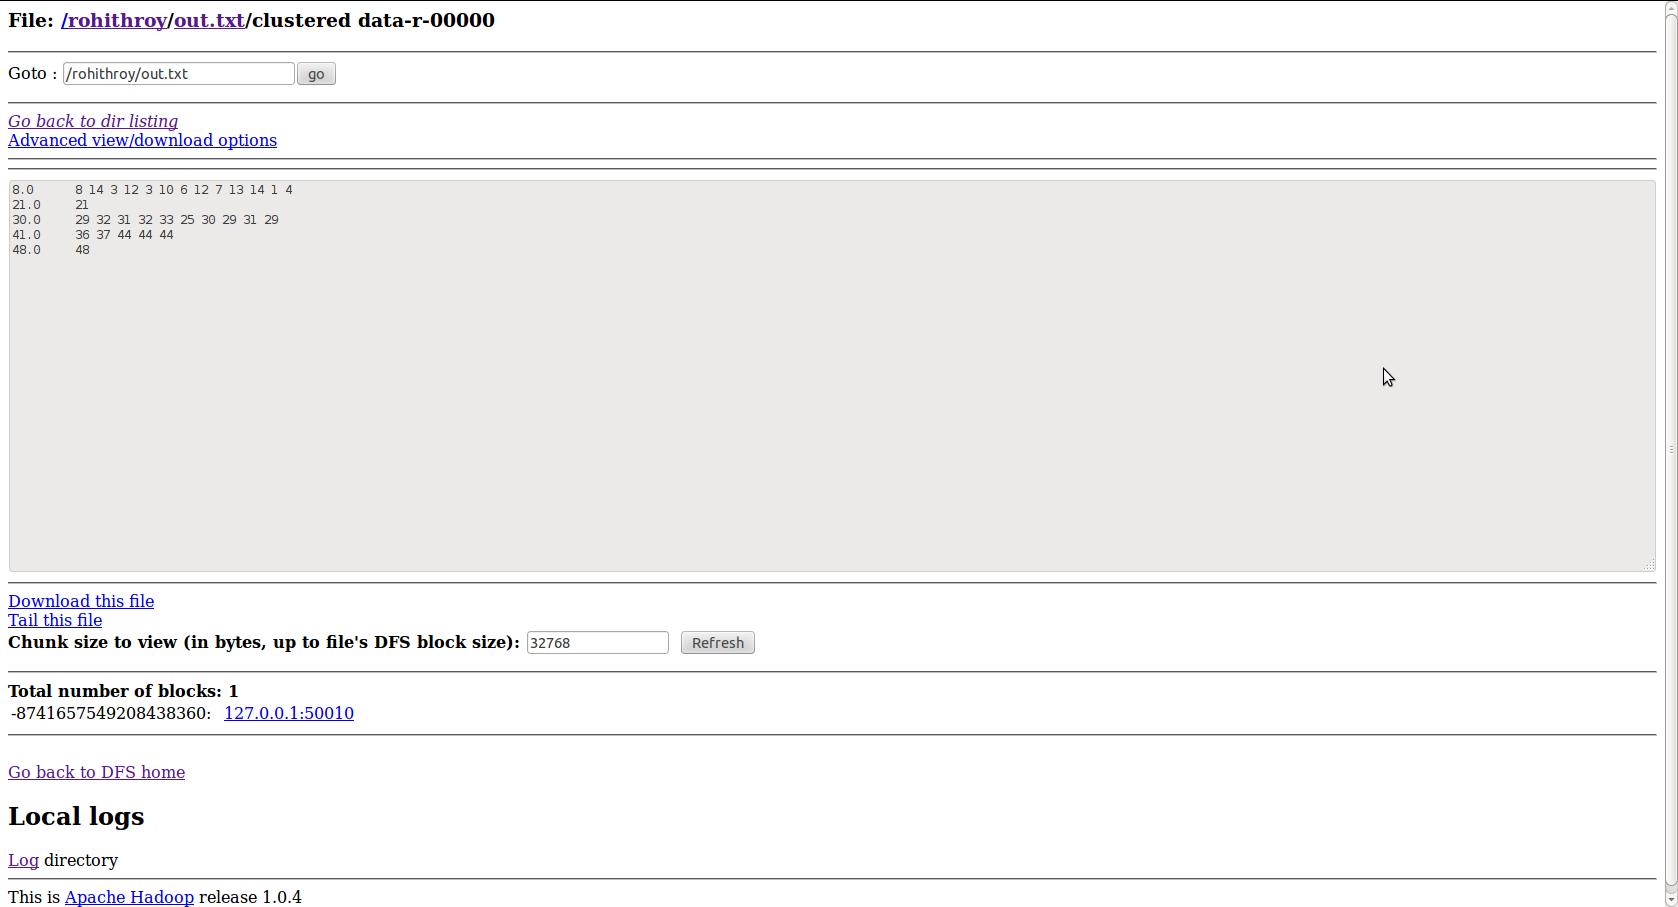 File: /rohithroy/out.txt/clustered data-r-00000
Goto : /rohithroy/out.txt go
Go back to dir listing
Advanced view/download options
8.0 8 14 3 12 3 10 6 12 7 13 14 1 4
21.0 21
30.0 29 32 31 32 33 25 30 29 31 29
41.0 36 37 44 44 44
48.0 48
Download this file
Tail this file
Chunk size to view (in bytes, up to file's DFS block size): 32768 Refresh
Total number of blocks: 1
-8741657549208438360: 127.0.0.1:50010
Go back to DFS home
Local logs
Log directory
This is Apache Hadoop release 1.0.4